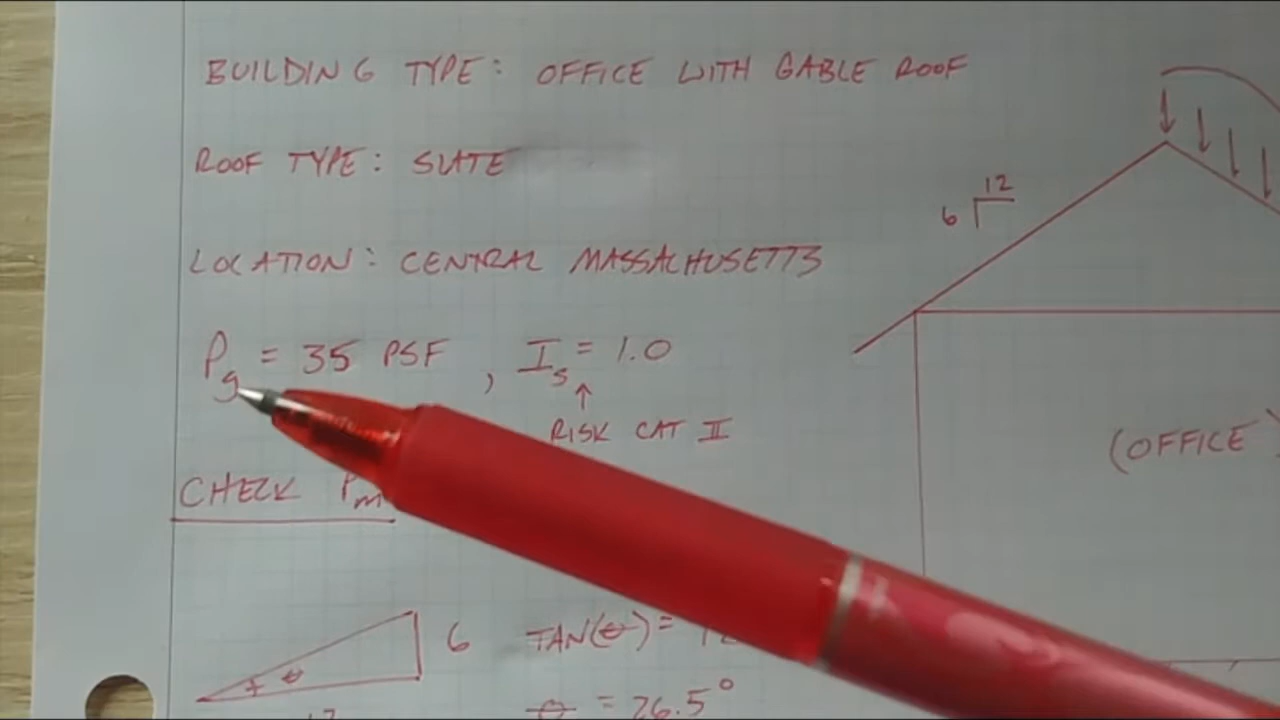 BUILDING TYPE: OFFICE WITH GABLE ROOF
ROOF TYPE: SLATE
LOCATION: CENTRAL MASSACHUSETTS
Pg = 35 PSF, Is = 1.0
↑
RISK CAT II
CHECK Pm
6
θ
TAN(θ) =
θ = 26.5°
12
6
(OFFICE)